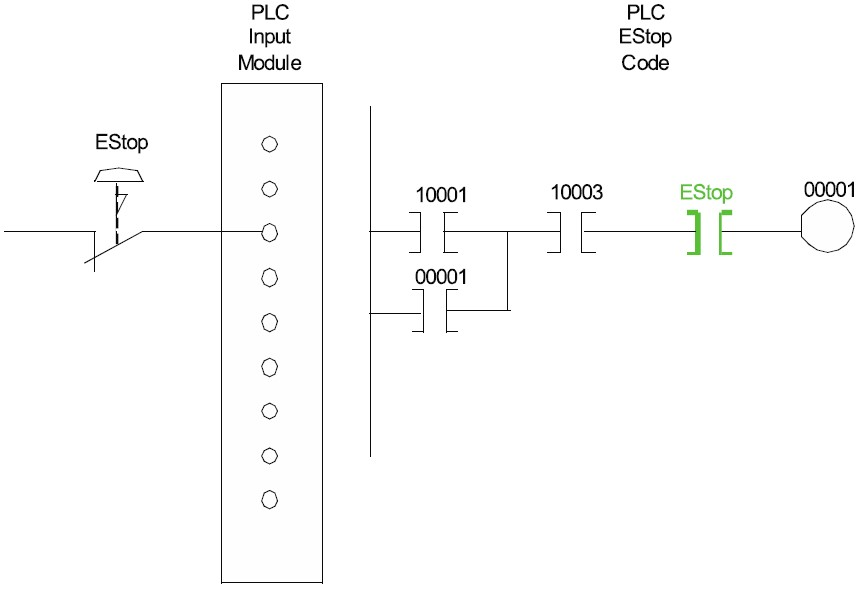 PLC
Input
Module
PLC
EStop
Code
EStop
10001
10003
EStop
00001
00001